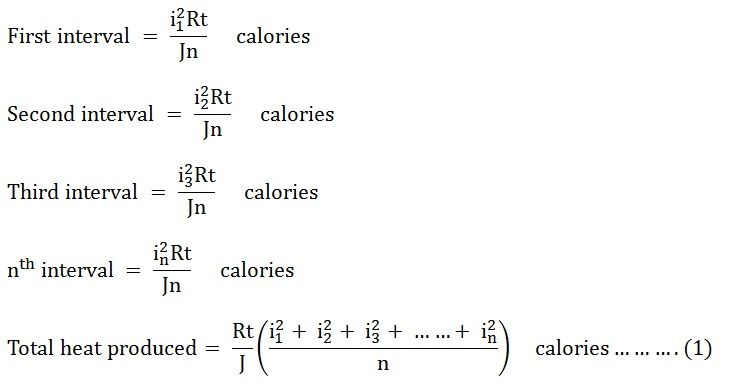 First interval = i₁²Rt/Jn calories
Second interval = i₂²Rt/Jn calories
Third interval = i₃²Rt/Jn calories
nᵗʰ interval = iₙ²Rt/Jn calories
Total heat produced = Rt/J ((i₁² + i₂² + i₃² + … … + iₙ²)/n) calories … … … . (1)